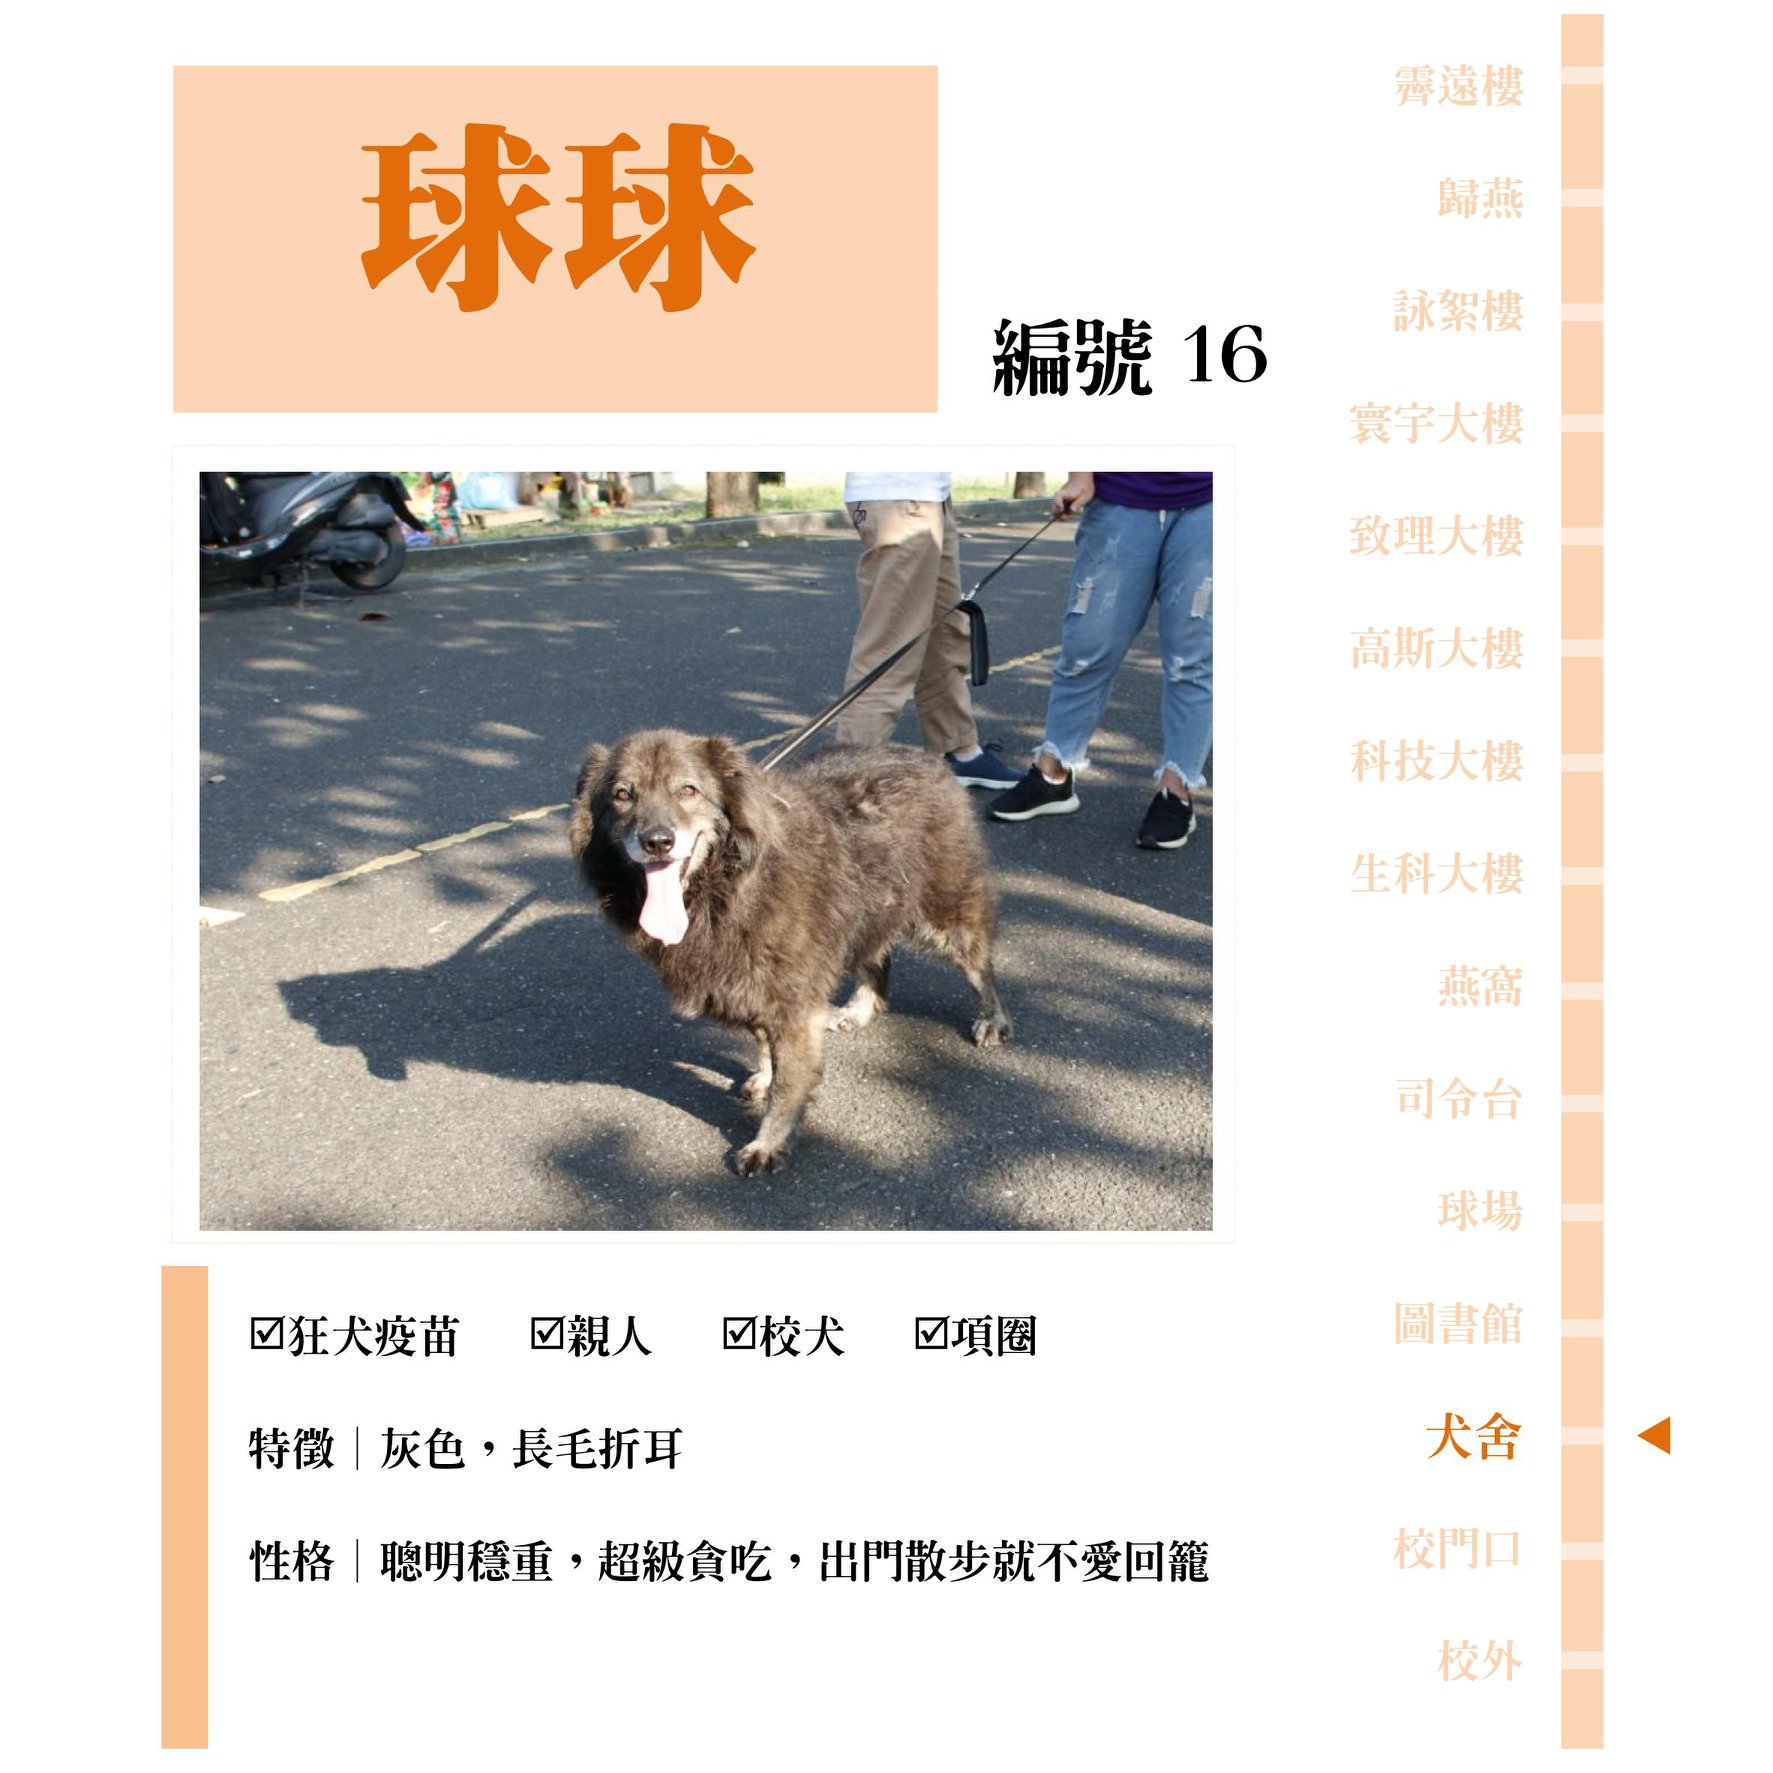 球球
編號 16
☑狂犬疫苗 ☑親人 ☑校犬 ☑項圈
特徵｜灰色，長毛折耳
性格｜聰明穩重，超級貪吃，出門散步就不愛回籠
霽遠樓
歸燕
詠絮樓
寰宇大樓
致理大樓
高斯大樓
科技大樓
生科大樓
燕窩
司令台
球場
圖書館
犬舍
校門口
校外